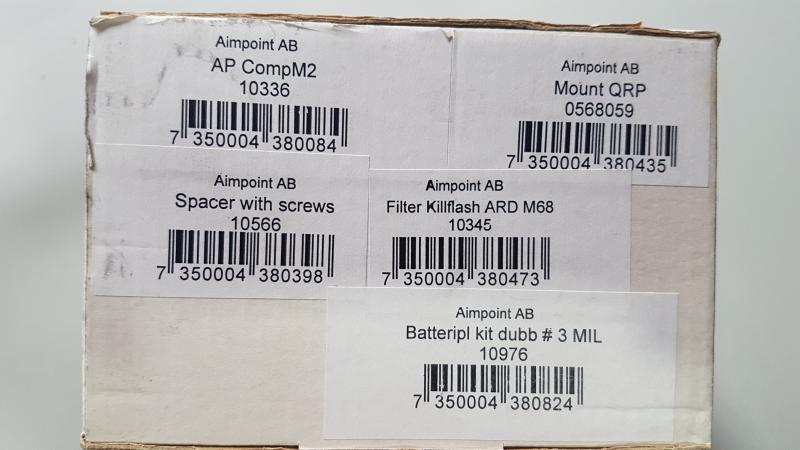 Aimpoint AB
AP CompM2
10336
7 350004 380084
Aimpoint AB
Mount QRP
0568059
7 350004 380435
Aimpoint AB
Spacer with screws
10566
7 350004 380398
Aimpoint AB
Filter Killflash ARD M68
10345
7 350004 380473
Aimpoint AB
Batteripl kit dubb # 3 MIL
10976
7 350004 380824